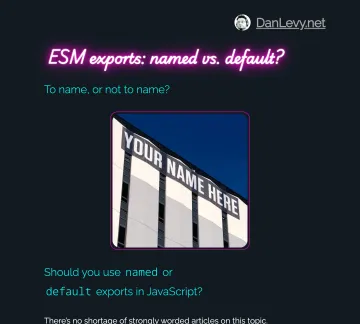 DanLevy.net
ESM exports: named vs. default?
To name, or not to name?
YOUR NAME HERE
Should you use named or
default exports in JavaScript?
There's no shortage of strongly worded articles on this topic.